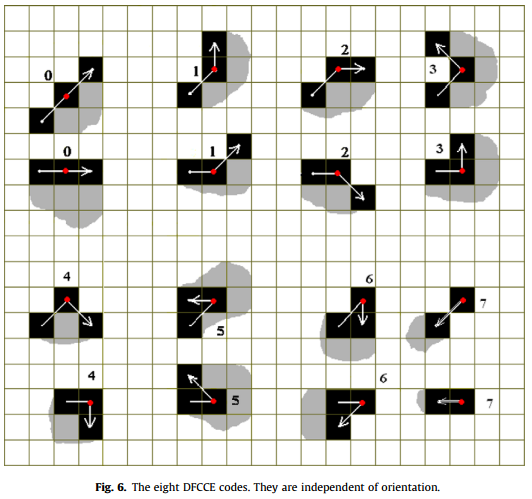 0 1 2 3
0 1 2 3
4 5 6 7
4 5 6 7
Fig. 6. The eight DFCCE codes. They are independent of orientation.